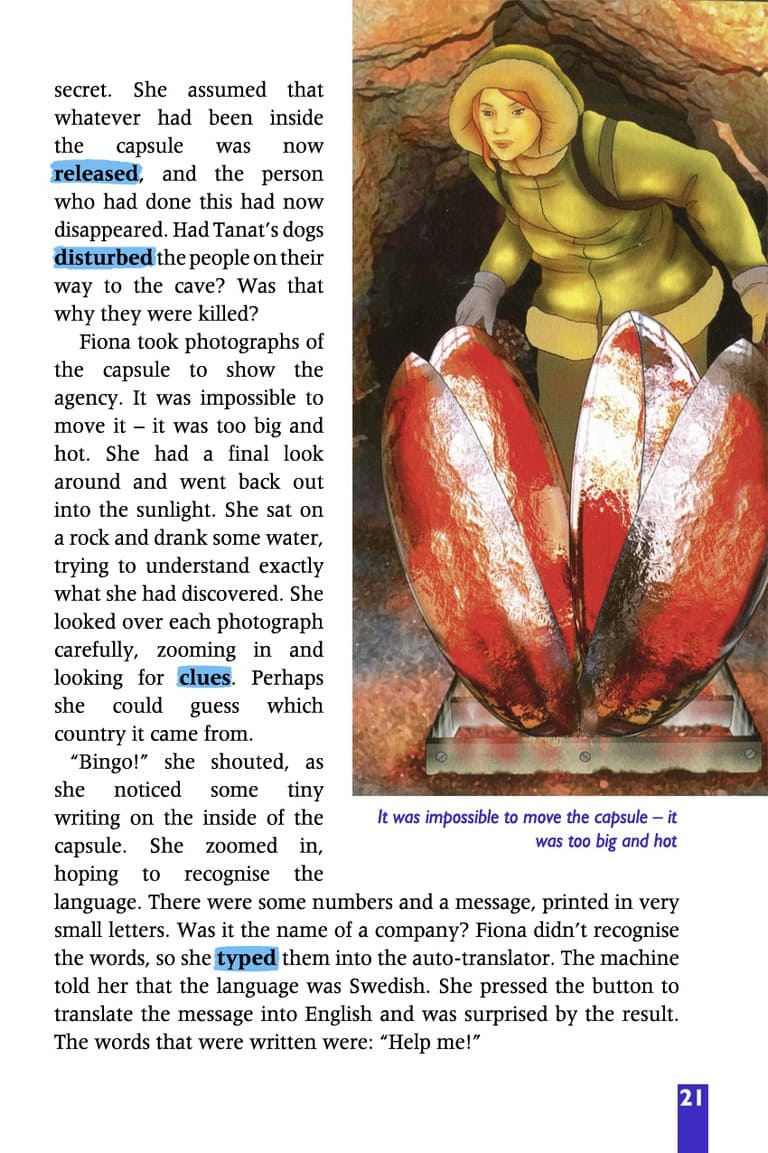 secret. She assumed that
whatever had been inside
the capsule was now
released, and the person
who had done this had now
disappeared. Had Tanat’s dogs
disturbed the people on their
way to the cave? Was that
why they were killed?
Fiona took photographs of
the capsule to show the
agency. It was impossible to
move it – it was too big and
hot. She had a final look
around and went back out
into the sunlight. She sat on
a rock and drank some water,
trying to understand exactly
what she had discovered. She
looked over each photograph
carefully, zooming in and
looking for clues. Perhaps
she could guess which
country it came from.
“Bingo!” she shouted, as
she noticed some tiny
writing on the inside of the
capsule. She zoomed in,
hoping to recognise the
language. There were some numbers and a message, printed in very
small letters. Was it the name of a company? Fiona didn’t recognise
the words, so she typed them into the auto-translator. The machine
told her that the language was Swedish. She pressed the button to
translate the message into English and was surprised by the result.
The words that were written were: “Help me!”
It was impossible to move the capsule – it
was too big and hot
21